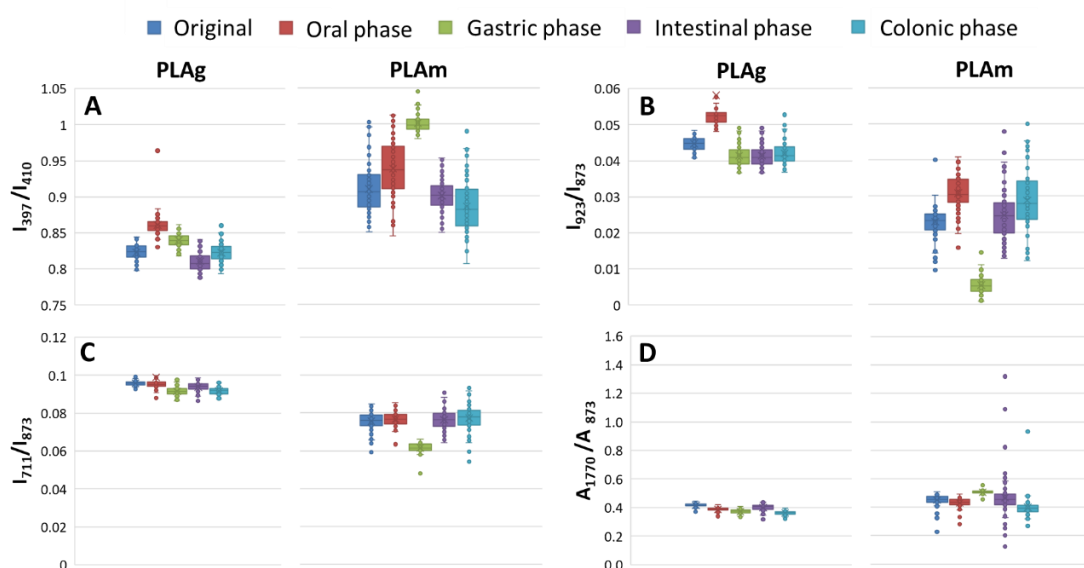 Original Oral phase Gastric phase Intestinal phase Colonic phase
PLAg PLAm
A
1.05
1
0.95
0.9
0.85
0.8
0.75
I397/I410
PLAg PLAm
B
0.06
0.05
0.04
0.03
0.02
0.01
0
I923/I873
C
0.12
0.1
0.08
0.06
0.04
0.02
0
I711/I873
D
1.6
1.4
1.2
1.0
0.8
0.6
0.4
0.2
0.0
A1770/A 873